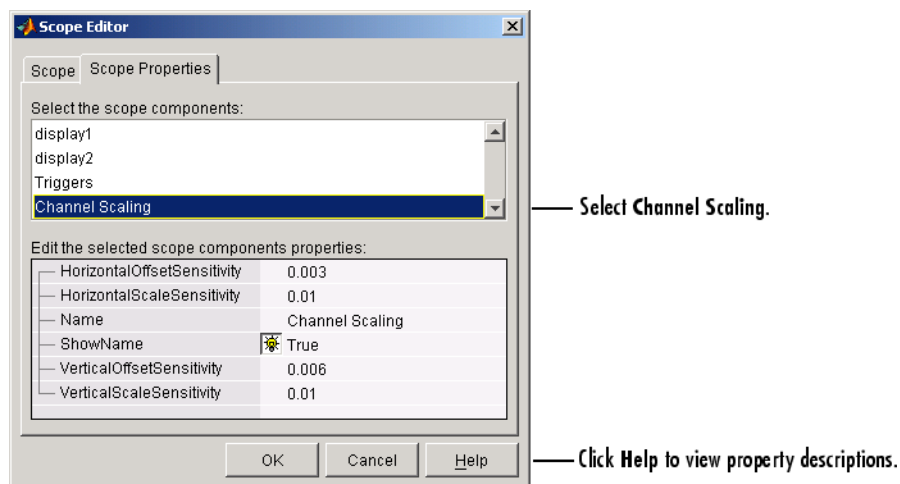 Scope Editor
Scope Scope Properties
Select the scope components:
display1
display2
Triggers
Channel Scaling
Select Channel Scaling.
Edit the selected scope components properties:
HorizontalOffsetSensitivity 0.003
HorizontalScaleSensitivity 0.01
Name Channel Scaling
ShowName True
VerticalOffsetSensitivity 0.006
VerticalScaleSensitivity 0.01
OK Cancel Help
Click Help to view property descriptions.